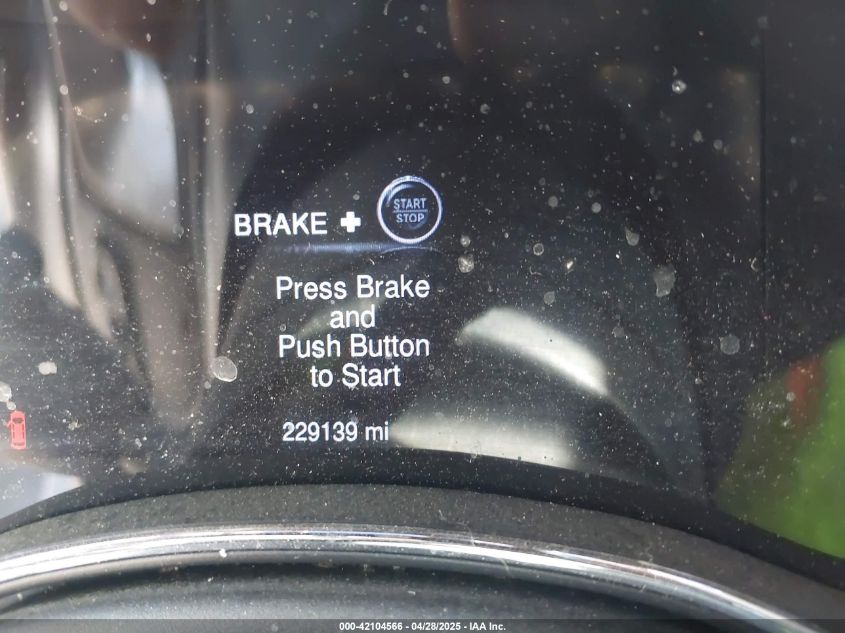 BRAKE + START STOP
Press Brake
and
Push Button
to Start
229139 mi
000-42104566 - 04/28/2025 - IAA Inc.